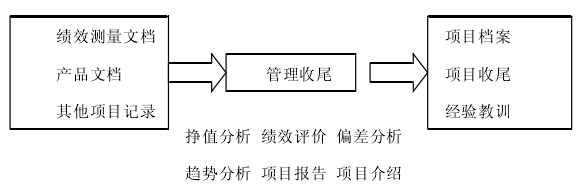 绩效测量文档
产品文档
其他项目记录
管理收尾
挣值分析 绩效评价 偏差分析
趋势分析 项目报告 项目介绍
项目档案
项目收尾
经验教训